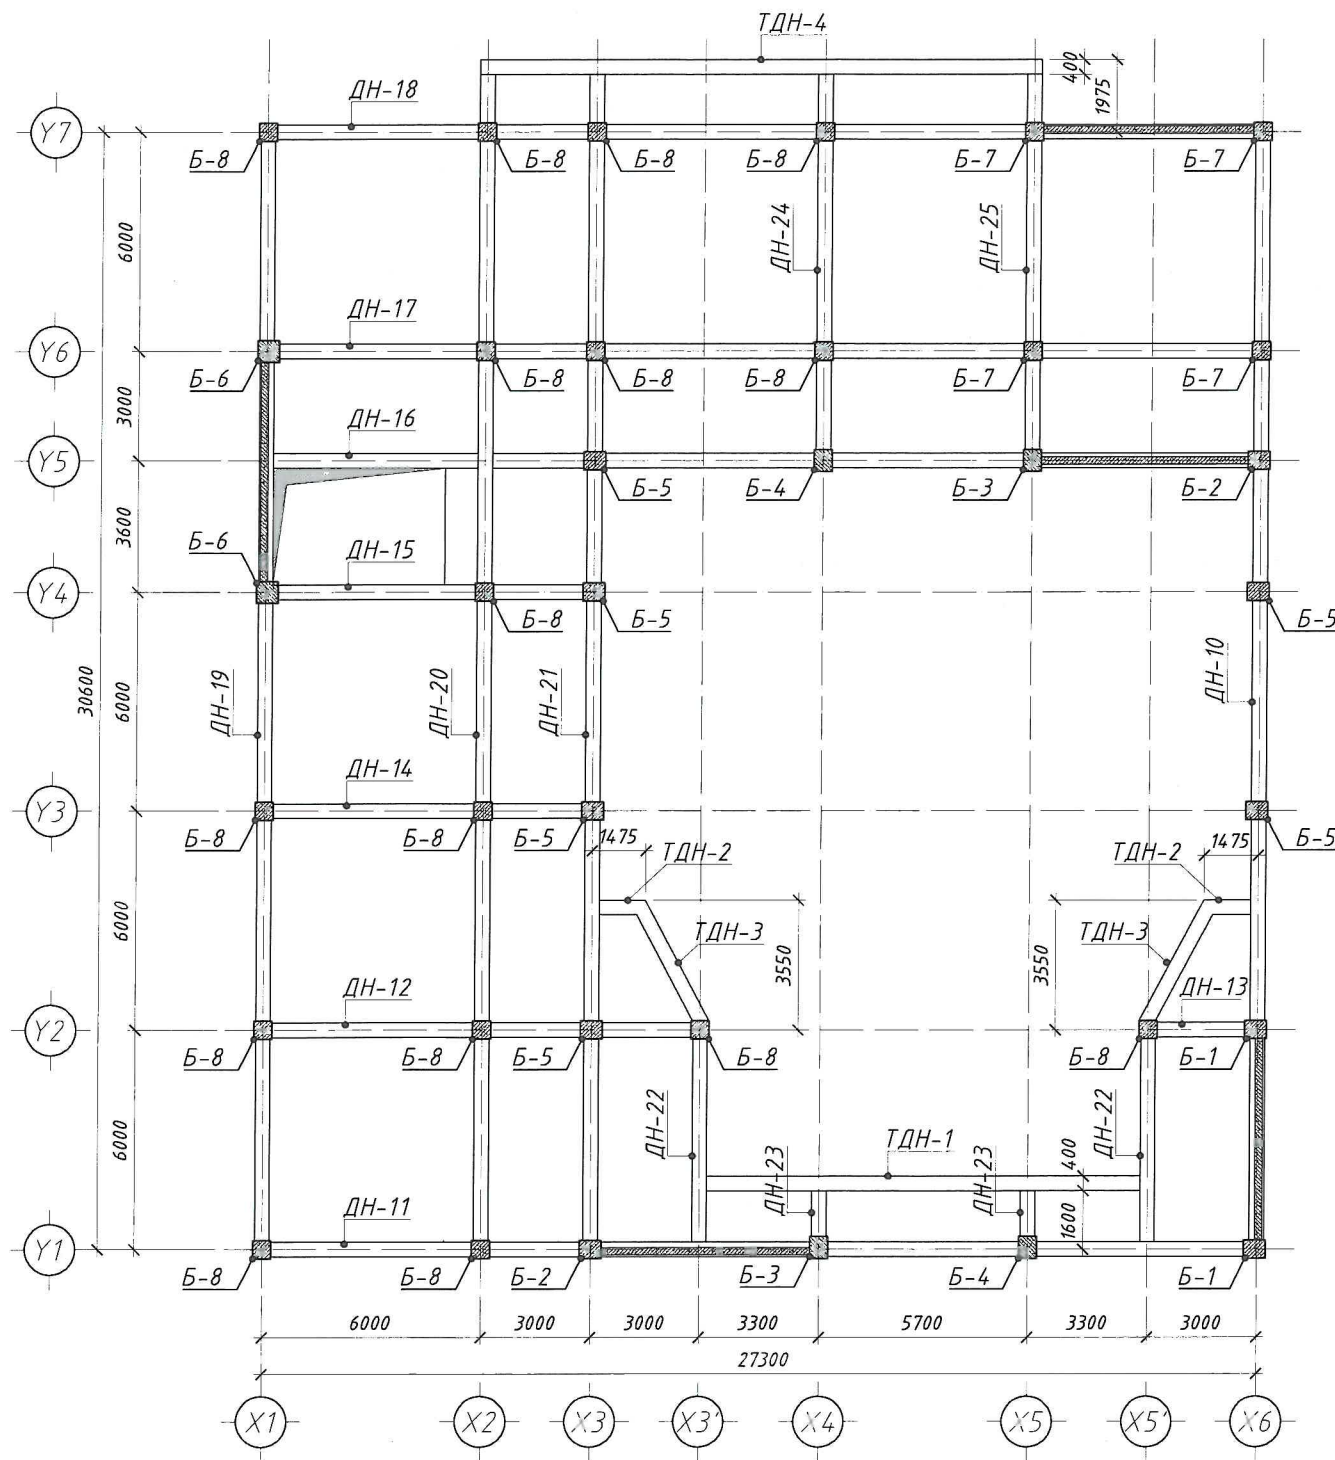 ТДН-4
400
1975
ДН-18
Y7
Б-8
Б-8
Б-8
Б-8
Б-7
Б-7
6000
ДН-24
ДН-25
ДН-17
Y6
Б-6
Б-8
Б-8
Б-8
Б-7
Б-7
3000
ДН-16
Y5
Б-5
Б-4
Б-3
Б-2
3600
Б-6
ДН-15
Y4
Б-8
Б-5
Б-5
30600
6000
ДН-19
ДН-20
ДН-21
ДН-10
ДН-14
Y3
Б-8
Б-8
Б-5
Б-5
1475
ТДН-2
ТДН-2
1475
6000
ТДН-3
3550
3550
ТДН-3
ДН-12
ДН-13
Y2
Б-8
Б-8
Б-5
Б-8
Б-8
Б-1
6000
ДН-22
ДН-23
ТДН-1
ДН-23
400
ДН-22
1600
ДН-11
Y1
Б-8
Б-8
Б-2
Б-3
Б-4
Б-1
6000
3000
3000
3300
5700
3300
3000
27300
X1
X2
X3
X3'
X4
X5
X5'
X6